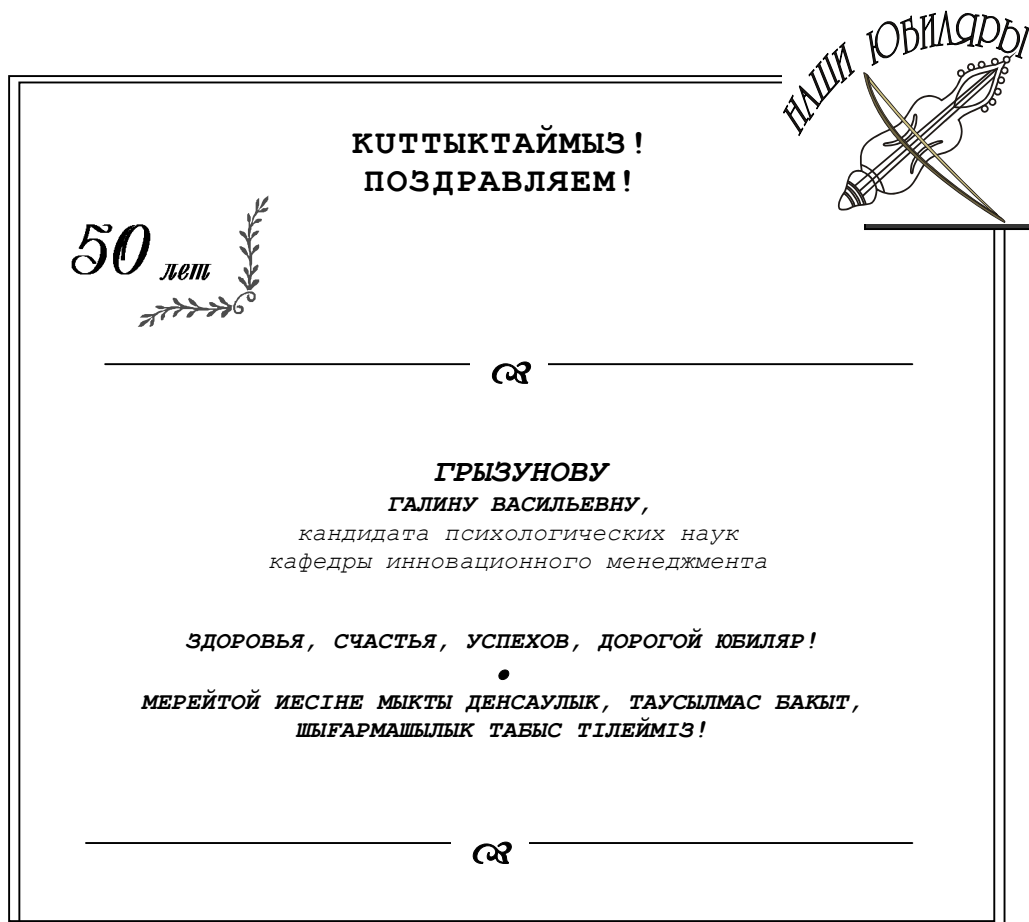 НАШИ ЮБИЛЯРЫ
КUТТЫКТАЙМЫЗ!
ПОЗДРАВЛЯЕМ!
50 лет
ГРЫЗУНОВУ
ГАЛИНУ ВАСИЛЬЕВНУ,
кандидата психологических наук
кафедры инновационного менеджмента
ЗДОРОВЬЯ, СЧАСТЬЯ, УСПЕХОВ, ДОРОГОЙ ЮБИЛЯР!
•
МЕРЕЙТОЙ ИЕСІНЕ МЫКТЫ ДЕНСАУЛЫК, ТАУСЫЛМАС БАКЫТ,
ШЫҒАРМАШЫЛЫК ТАБЫС ТІЛЕЙМІЗ!